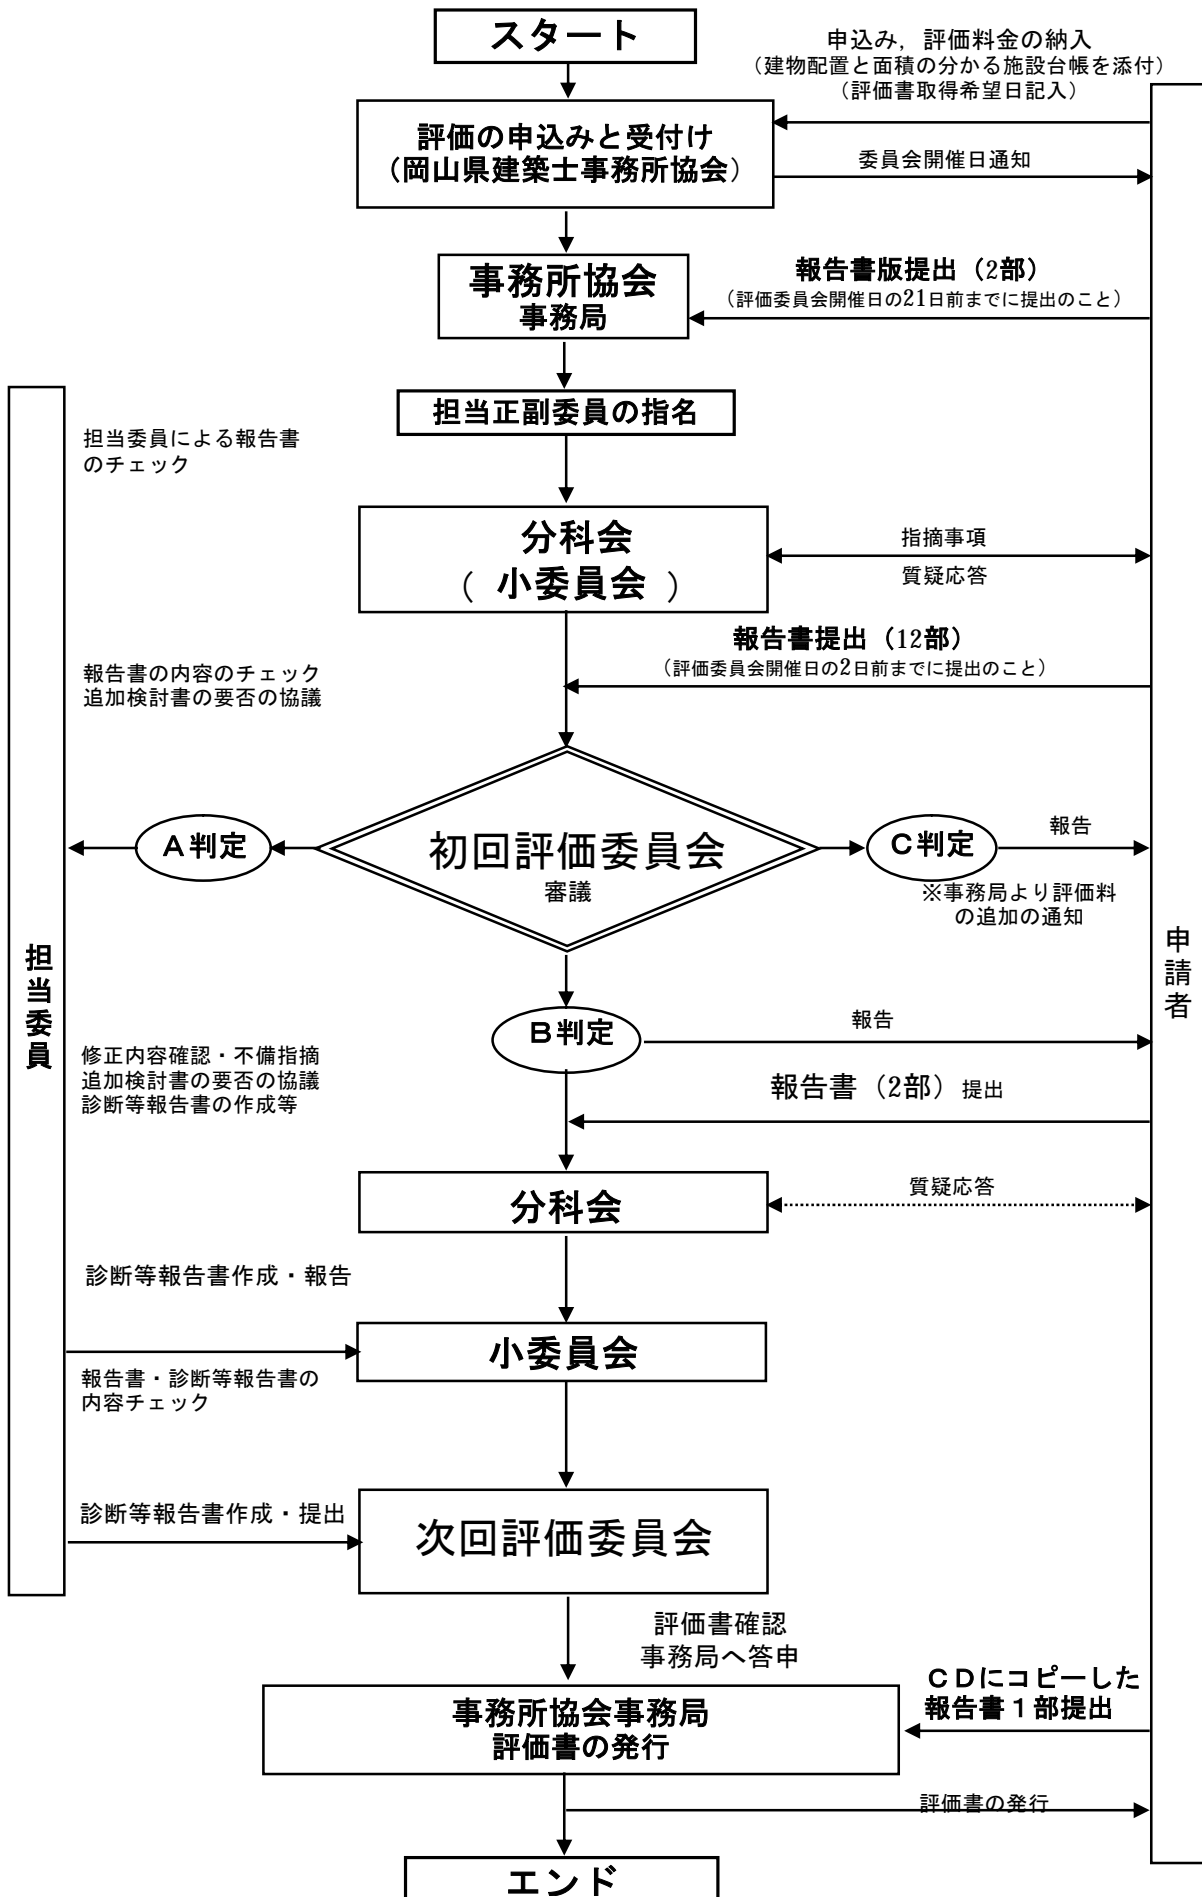 スタート
申込み，評価料金の納入
（建物配置と面積の分かる施設台帳を添付）
（評価書取得希望日記入）
評価の申込みと受付け
（岡山県建築士事務所協会）
委員会開催日通知
事務所協会
事務局
報告書版提出（2部）
（評価委員会開催日の21日前までに提出のこと）
担当正副委員の指名
担当委員による報告書
のチェック
分科会
（ 小委員会 ）
指摘事項
質疑応答
報告書提出（12部）
（評価委員会開催日の2日前までに提出のこと）
報告書の内容のチェック
追加検討書の要否の協議
A判定
初回評価委員会
審議
C判定
報告
※事務局より評価料
の追加の通知
担当委員
申請者
B判定
報告
修正内容確認・不備指摘
追加検討書の要否の協議
診断等報告書の作成等
報告書（2部）提出
分科会
質疑応答
診断等報告書作成・報告
小委員会
報告書・診断等報告書の
内容チェック
診断等報告書作成・提出
次回評価委員会
評価書確認
事務局へ答申
CDにコピーした
報告書１部提出
事務所協会事務局
評価書の発行
評価書の発行
エンド